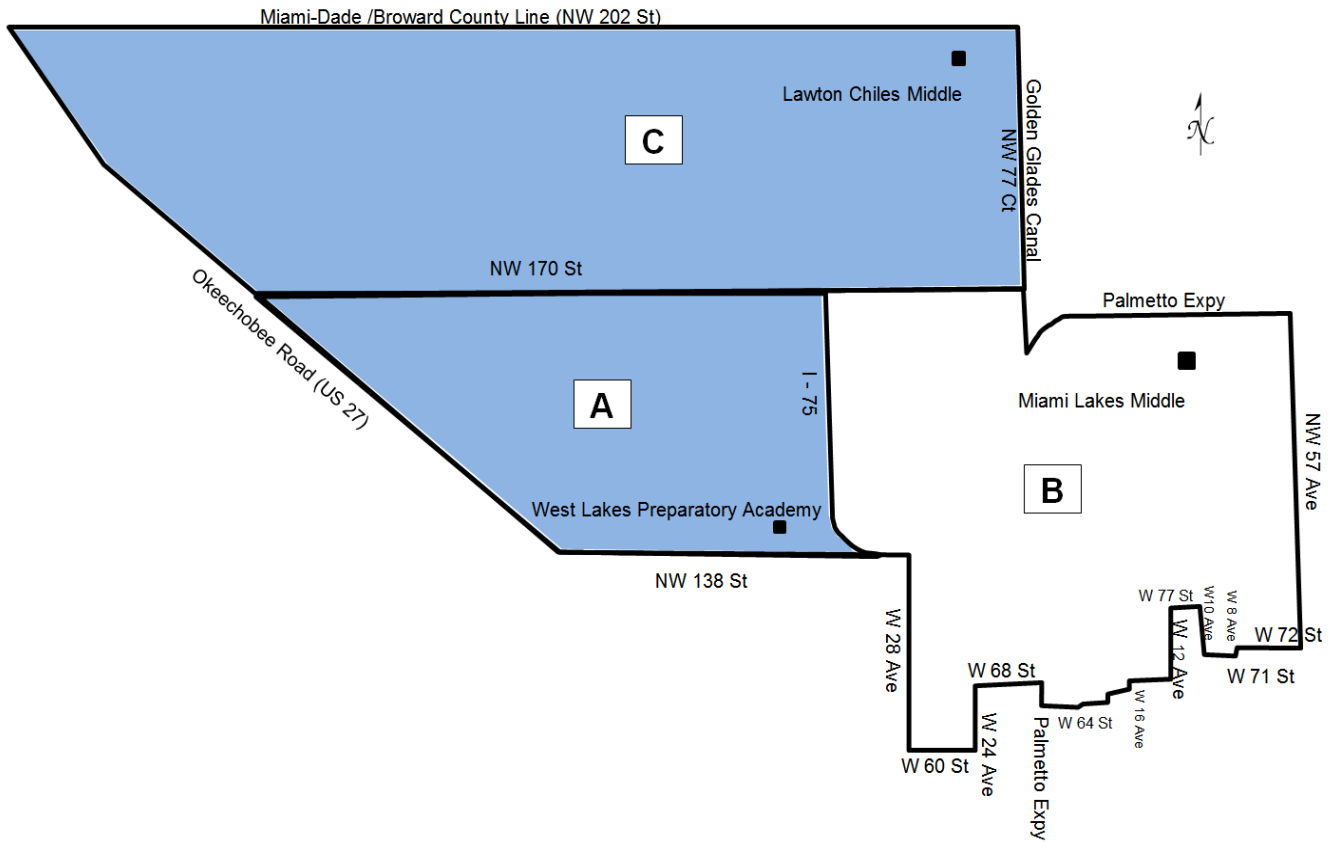 Miami-Dade /Broward County Line (NW 202 St)
Lawton Chiles Middle
Golden Glades Canal
NW 77 Ct
C
N
NW 170 St
Okeechobee Road (US 27)
Palmetto Expy
I - 75
A
Miami Lakes Middle
NW 57 Ave
B
West Lakes Preparatory Academy
NW 138 St
W 77 St
W10 Ave
W 8 Ave
W 28 Ave
W 72 St
W 68 St
W 12 Ave
W 71 St
W 64 St
W 16 Ave
W 24 Ave
Palmetto Expy
W 60 St